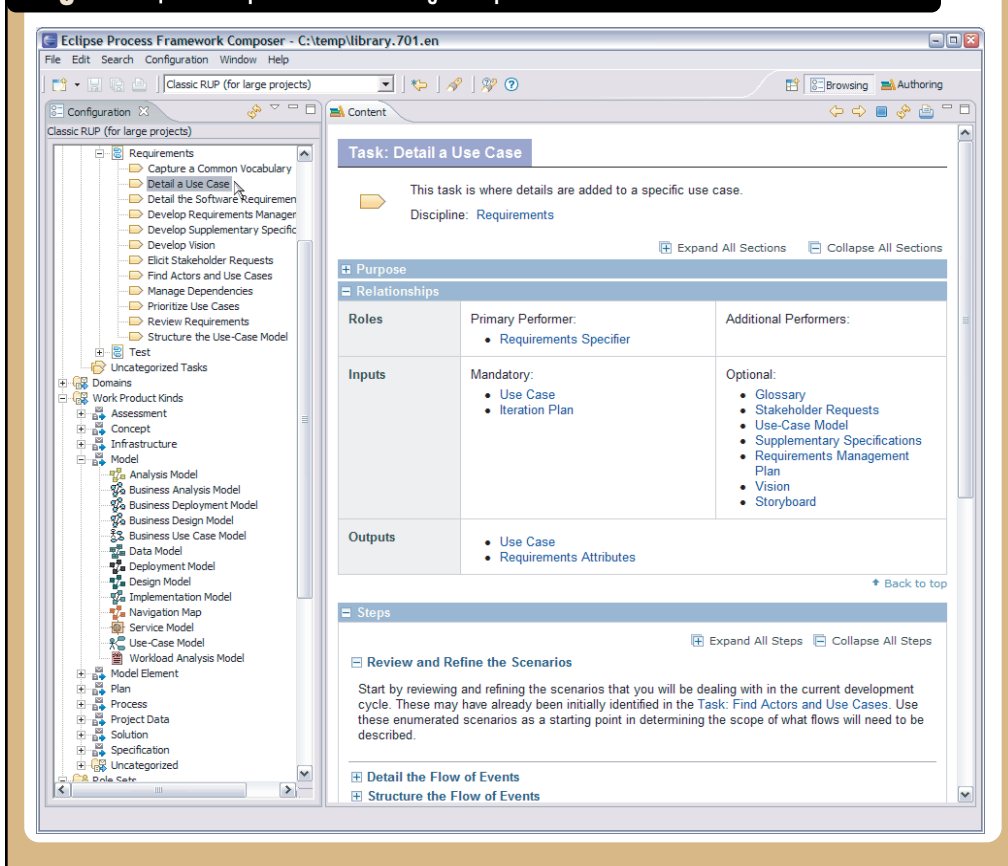 Eclipse Process Framework Composer - C:\temp\library.701.en
File Edit Search Configuration Window Help
Classic RUP (for large projects)
Browsing
Authoring
Configuration
Classic RUP (for large projects)
Requirements
Capture a Common Vocabulary
Detail a Use Case
Detail the Software Requiremen
Develop Requirements Manager
Develop Supplementary Specific
Develop Vision
Elicit Stakeholder Requests
Find Actors and Use Cases
Manage Dependencies
Prioritize Use Cases
Review Requirements
Structure the Use-Case Model
Test
Uncategorized Tasks
Domains
Work Product Kinds
Assessment
Concept
Infrastructure
Model
Analysis Model
Business Analysis Model
Business Deployment Model
Business Design Model
Business Use Case Model
Data Model
Deployment Model
Design Model
Implementation Model
Navigation Map
Service Model
Use-Case Model
Workload Analysis Model
Model Element
Plan
Process
Project Data
Solution
Specification
Uncategorized
Role Sets
Content
Task: Detail a Use Case
This task is where details are added to a specific use case.
Discipline: Requirements
Expand All Sections Collapse All Sections
Purpose
Relationships
Roles
Primary Performer:
• Requirements Specifier
Additional Performers:
Inputs
Mandatory:
• Use Case
• Iteration Plan
Optional:
• Glossary
• Stakeholder Requests
• Use-Case Model
• Supplementary Specifications
• Requirements Management
Plan
• Vision
• Storyboard
Outputs
• Use Case
• Requirements Attributes
Back to top
Steps
Expand All Steps Collapse All Steps
Review and Refine the Scenarios
Start by reviewing and refining the scenarios that you will be dealing with in the current development
cycle. These may have already been initially identified in the Task: Find Actors and Use Cases. Use
these enumerated scenarios as a starting point in determining the scope of what flows will need to be
described.
Detail the Flow of Events
Structure the Flow of Events